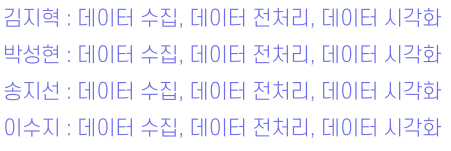 김지혁 : 데이터 수집, 데이터 전처리, 데이터 시각화
박성현 : 데이터 수집, 데이터 전처리, 데이터 시각화
송지선 : 데이터 수집, 데이터 전처리, 데이터 시각화
이수지 : 데이터 수집, 데이터 전처리, 데이터 시각화